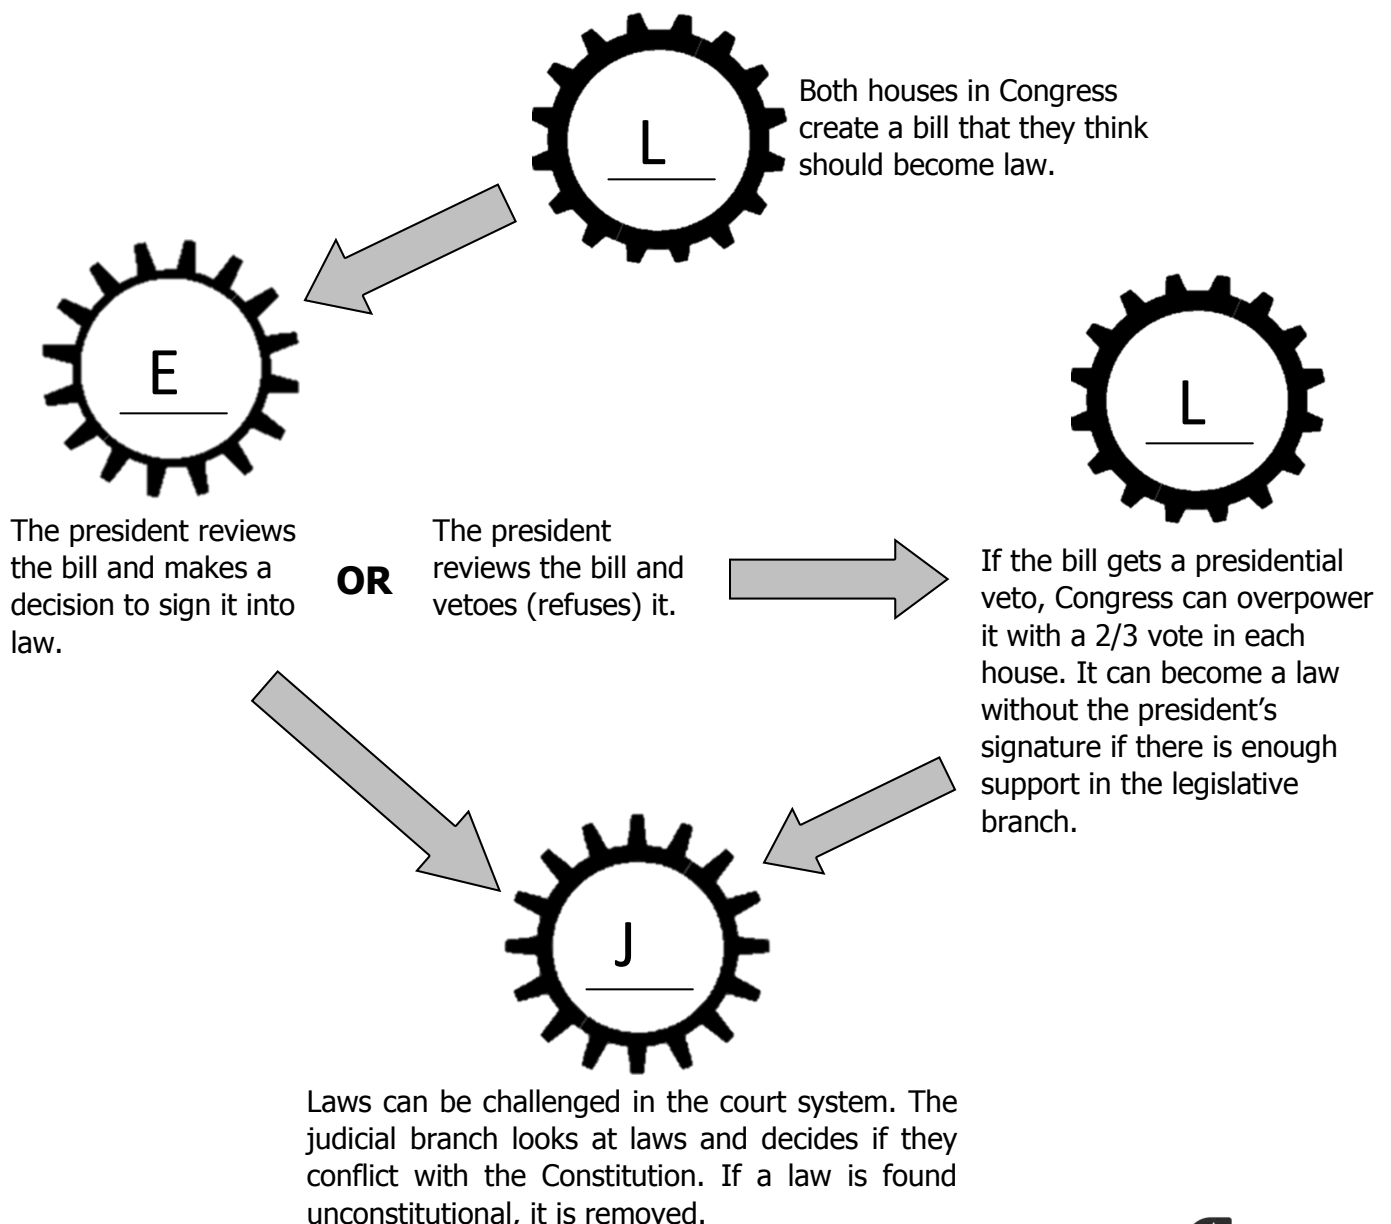 L
Both houses in Congress
create a bill that they think
should become law.
E
The president reviews
the bill and makes a
decision to sign it into
law.
OR
The president
reviews the bill and
vetoes (refuses) it.
L
If the bill gets a presidential
veto, Congress can overpower
it with a 2/3 vote in each
house. It can become a law
without the president’s
signature if there is enough
support in the legislative
branch.
J
Laws can be challenged in the court system. The
judicial branch looks at laws and decides if they
conflict with the Constitution. If a law is found
unconstitutional, it is removed.